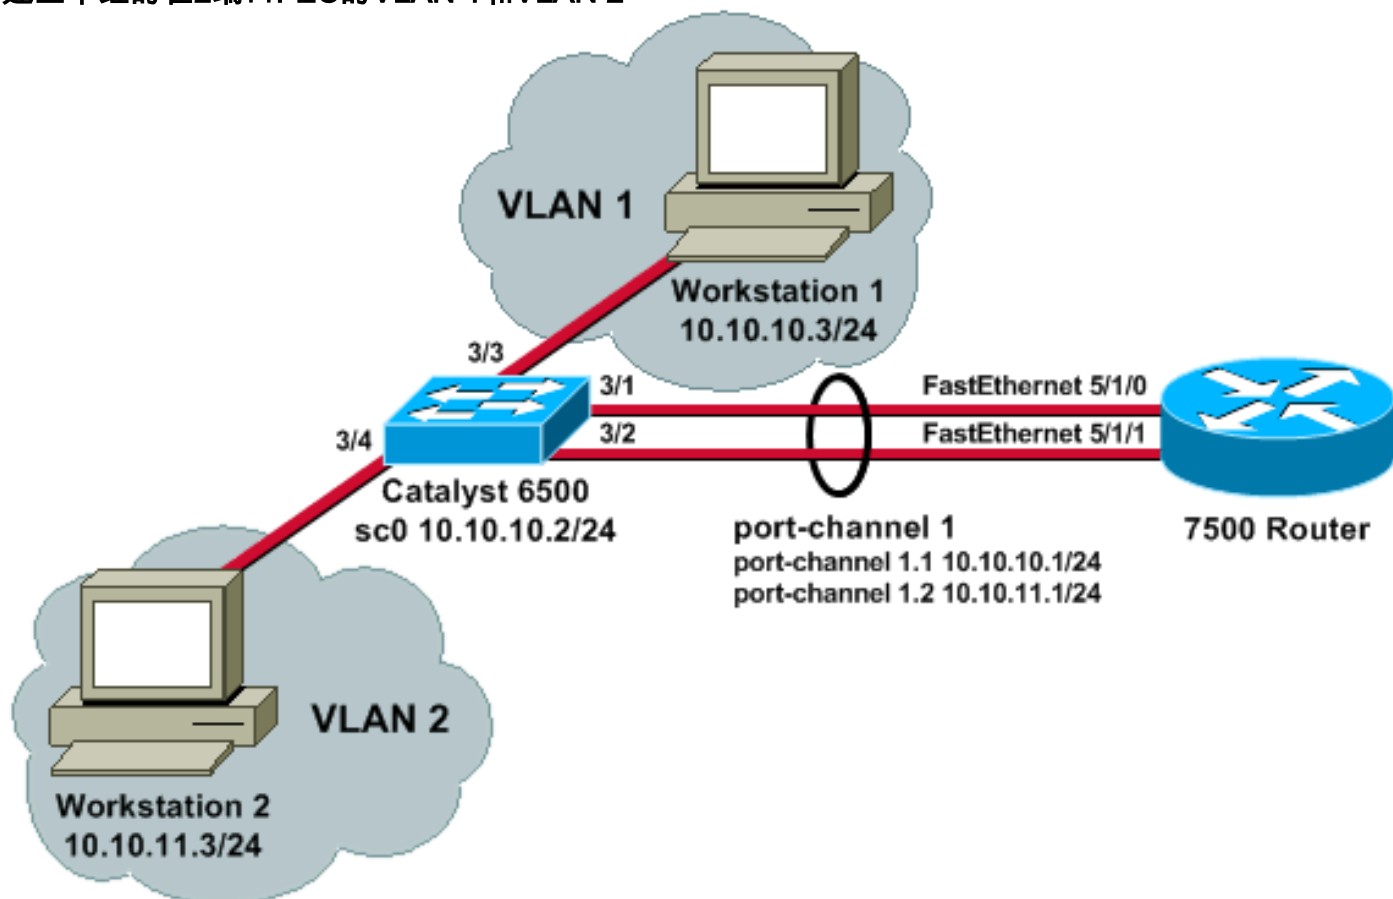 VLAN 1
Workstation 1
10.10.10.3/24
3/3
3/1
FastEthernet 5/1/0
3/4
3/2
FastEthernet 5/1/1
Catalyst 6500
sc0 10.10.10.2/24
port-channel 1
port-channel 1.1 10.10.10.1/24
port-channel 1.2 10.10.11.1/24
7500 Router
VLAN 2
Workstation 2
10.10.11.3/24